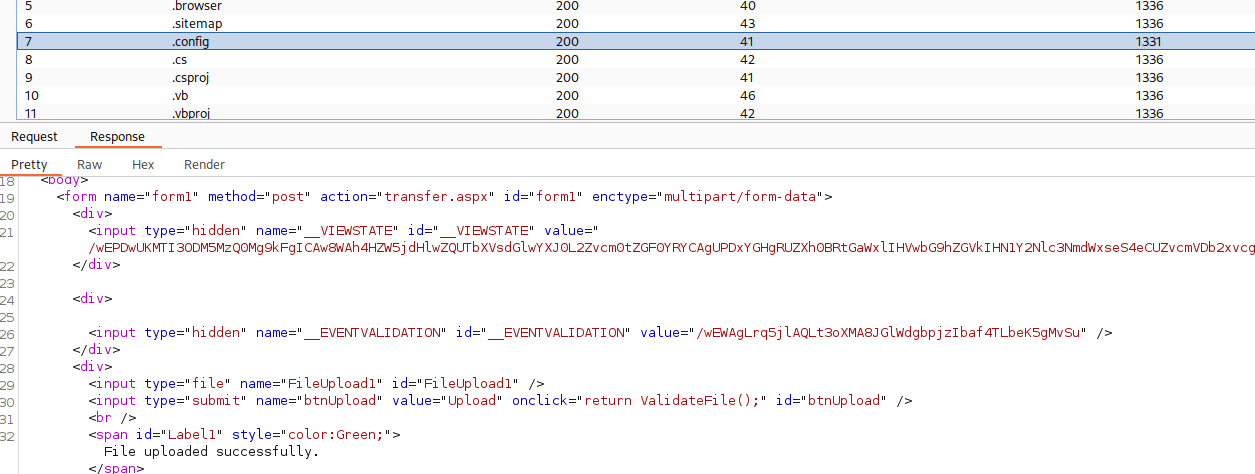 5 .browser 200 40 1336
6 .sitemap 200 43 1336
7 .config 200 41 1331
8 .cs 200 42 1336
9 .csproj 200 41 1336
10 .vb 200 46 1336
11 .vbproj 200 42 1336
Request Response
Pretty Raw Hex Render
18 <body>
19 <form name="form1" method="post" action="transfer.aspx" id="form1" enctype="multipart/form-data">
20 <div>
21 <input type="hidden" name="__VIEWSTATE" id="__VIEWSTATE" value="
/wEPDwUKMTI3ODM5MzQ0Mg9kFgICAw8WAh4HZW5jdHlwZQUTbXVsdGlwYXJ0L2Zvcm0tZGF0YRYCAgUPDxYGHgRUZXh0BRtGaWxlIHVwbG9hZGVkIHN1Y2Nlc3NmdWxseS4eCUZvcmVDb2xvcg
22 </div>
23
24 <div>
25
26 <input type="hidden" name="__EVENTVALIDATION" id="__EVENTVALIDATION" value="/wEWAgLrq5jlAQLt3oXMA8JGlWdgbpjzIbaf4TLbeK5gMvSu" />
27 </div>
28 <div>
29 <input type="file" name="FileUpload1" id="FileUpload1" />
30 <input type="submit" name="btnUpload" value="Upload" onclick="return ValidateFile();" id="btnUpload" />
31 <br />
32 <span id="Label1" style="color:Green;">
File uploaded successfully.
</span>